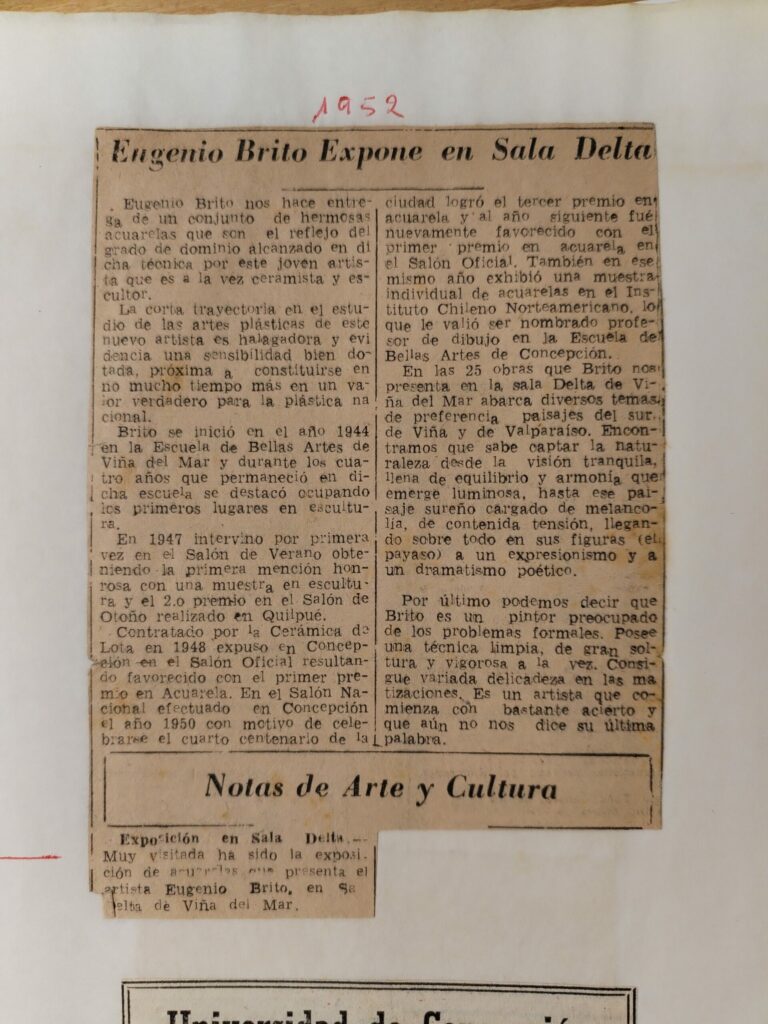 1952
Eugenio Brito Expone en Sala Delta
Eugenio Brito nos hace entre-
ga de un conjunto de hermosas
acuarelas que son el reflejo del
grado de dominio alcanzado en di
cha técnica por este joven artis-
ta que es a la vez ceramista y es-
cultor.
La corta trayectoria en el estu-
dio de las artes plásticas de este
nuevo artista es halagadora y evi
dencia una sensibilidad bien do-
tada, próxima a constituirse en
no mucho tiempo más en un va-
lor verdadero para la plástica na
cional.
Brito se inició en el año 1944
en la Escuela de Bellas Artes de
Viña del Mar y durante los cua-
tro años que permaneció en di-
cha escuela se destacó ocupando
los primeros lugares en escultu-
ra.
En 1947 intervino por primera
vez en el Salón de Verano obte-
niendo la primera mención hon-
rosa con una muestra en escultu-
ra y el 2.o premio en el Salón de
Otoño realizado en Quilpué.
Contratado por la Cerámica de
Lota en 1948 expuso en Concep-
ción en el Salón Oficial resultan-
do favorecido con el primer pre-
mio en Acuarela. En el Salón Na-
cional efectuado en Concepción
el año 1950 con motivo de cele-
brarse el cuarto centenario de la
ciudad logró el tercer premio en
acuarela y al año siguiente fué
nuevamente favorecido con el
primer premio en acuarela en
el Salón Oficial. También en ese
mismo año exhibió una muestra
individual de acuarelas en el Ins-
tituto Chileno Norteamericano, lo
que le valió ser nombrado profe-
sor de dibujo en la Escuela de
Bellas Artes de Concepción.
En las 25 obras que Brito nos
presenta en la sala Delta de Vi-
ña del Mar abarca diversos temas,
de preferencia paisajes del sur,
de Viña y de Valparaíso. Encon-
tramos que sabe captar la natu-
raleza desde la visión tranquila,
llena de equilibrio y armonía que
emerge luminosa, hasta ese pai-
saje sureño cargado de melanco-
lía, de contenida tensión, llegan-
do sobre todo en sus figuras (el
payaso) a un expresionismo y a
un dramatismo poético.
Por último podemos decir que
Brito es un pintor preocupado
de los problemas formales. Posee
una técnica limpia, de gran sol-
tura y vigorosa a la vez. Consi-
gue variada delicadeza en las ma
tizaciones. Es un artista que co-
mienza con bastante acierto y
que aún no nos dice su última
palabra.
Notas de Arte y Cultura
Exposición en Sala Delta.—
Muy visitada ha sido la exposi-
ción de acuarelas que presenta el
artista Eugenio Brito, en Sa
elta de Viña del Mar.
Universidad de